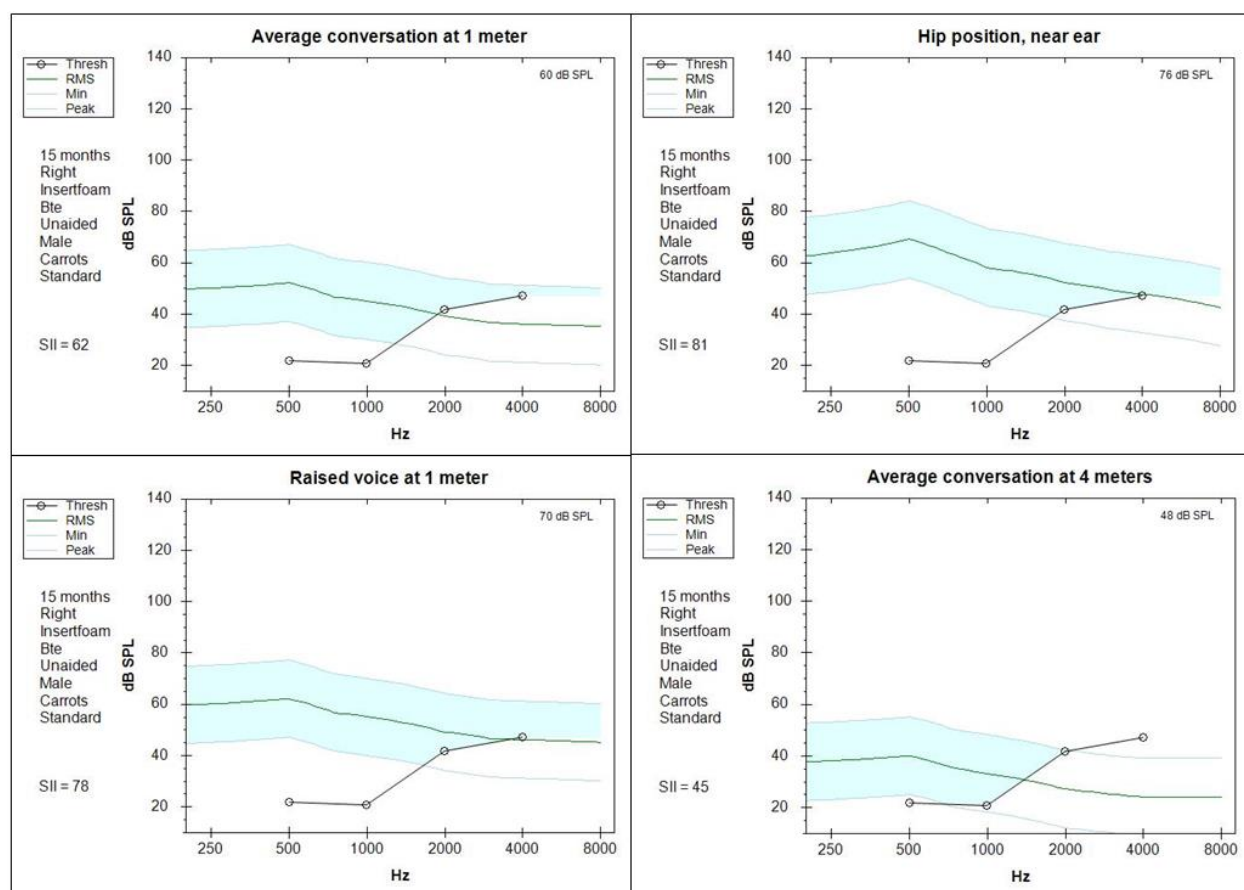 Average conversation at 1 meter
Thresh
RMS
Min
Peak
60 dB SPL
15 months
Right
Insertfoam
Bte
Unaided
Male
Carrots
Standard
SII = 62
dB SPL
140
120
100
80
60
40
20
250 500 1000 2000 4000 8000
Hz
Hip position, near ear
Thresh
RMS
Min
Peak
76 dB SPL
15 months
Right
Insertfoam
Bte
Unaided
Male
Carrots
Standard
SII = 81
dB SPL
140
120
100
80
60
40
20
250 500 1000 2000 4000 8000
Hz
Raised voice at 1 meter
Thresh
RMS
Min
Peak
70 dB SPL
15 months
Right
Insertfoam
Bte
Unaided
Male
Carrots
Standard
SII = 78
dB SPL
140
120
100
80
60
40
20
250 500 1000 2000 4000 8000
Hz
Average conversation at 4 meters
Thresh
RMS
Min
Peak
48 dB SPL
15 months
Right
Insertfoam
Bte
Unaided
Male
Carrots
Standard
SII = 45
dB SPL
140
120
100
80
60
40
20
250 500 1000 2000 4000 8000
Hz